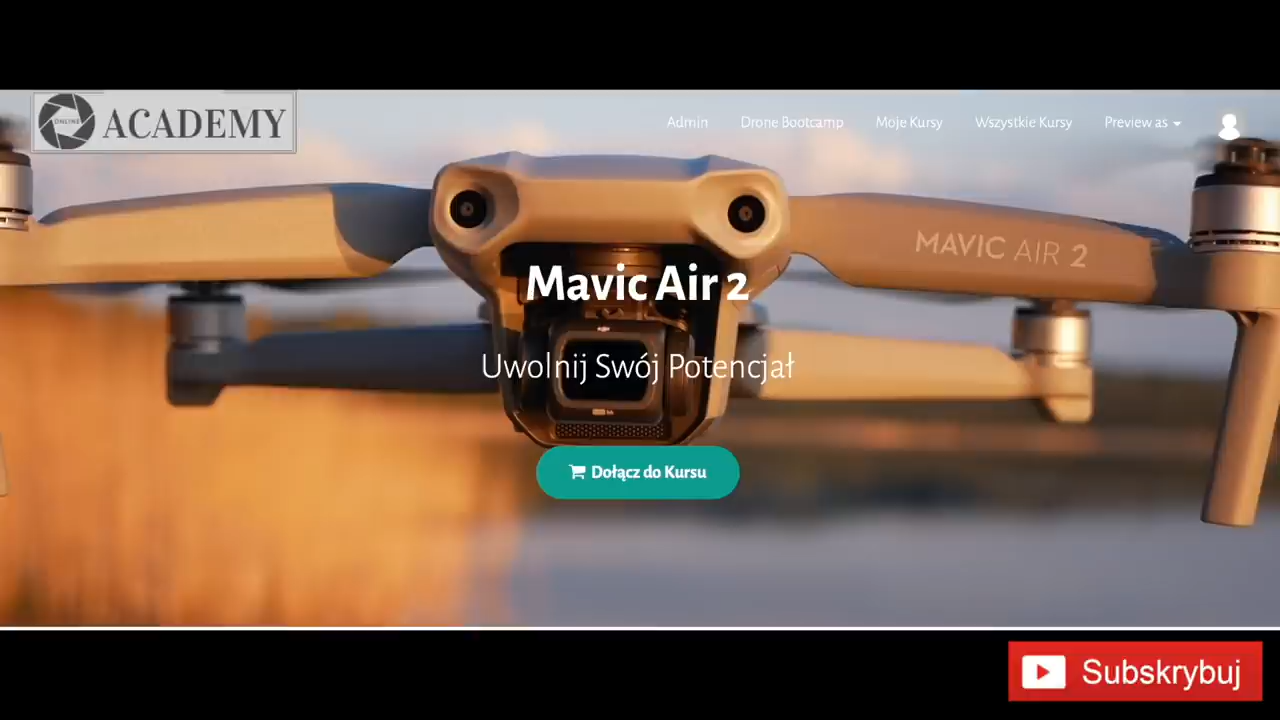 ONLINE
ACADEMY
Admin
Drone Bootcamp
Moje Kursy
Wszystkie Kursy
Preview as
MAVIC AIR 2
Mavic Air 2
Uwolnij Swój Potencjał
dji
Dołącz do Kursu
Subskrybuj